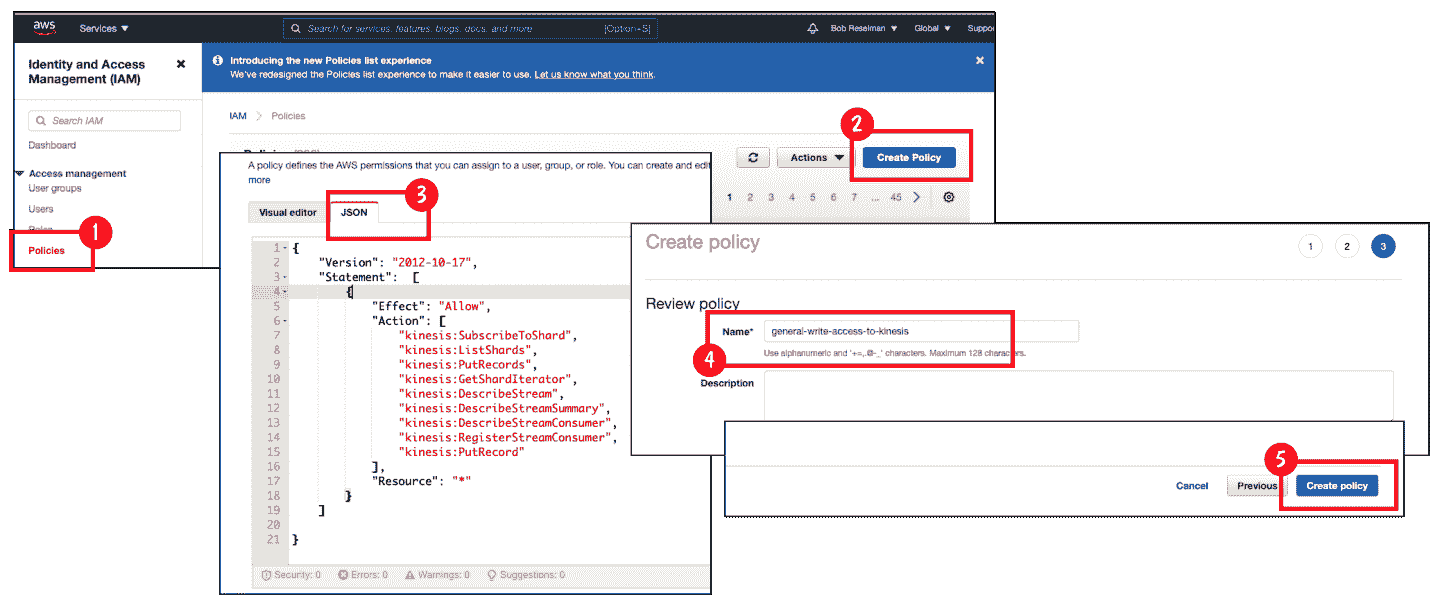 aws Services ▼ Search for services, features, blogs, docs, and more [Option+S] Bob Reselman ▼ Global ▼ Suppo
Identity and Access
Management (IAM)
Search IAM
Dashboard
Access management
User groups
Users
Policies
1
Introducing the new Policies list experience
We've redesigned the Policies list experience to make it easier to use. Let us know what you think.
IAM > Policies
Actions ▼ Create Policy
2
1 2 3 4 5 6 7 ... 45 >
A policy defines the AWS permissions that you can assign to a user, group, or role. You can create and edit
more
Visual editor JSON
3
1 {
2 "Version": "2012-10-17",
3 "Statement": [
4 {
5 "Effect": "Allow",
6 "Action": [
7 "kinesis:SubscribeToShard",
8 "kinesis:ListShards",
9 "kinesis:PutRecords",
10 "kinesis:GetShardIterator",
11 "kinesis:DescribeStream",
12 "kinesis:DescribeStreamSummary",
13 "kinesis:DescribeStreamConsumer",
14 "kinesis:RegisterStreamConsumer",
15 "kinesis:PutRecord"
16 ],
17 "Resource": "*"
18 }
19 ]
20
21 }
Security: 0 Errors: 0 Warnings: 0 Suggestions: 0
Create policy 1 2 3
Review policy
Name* general-write-access-to-kinesis
Use alphanumeric and '+=,.@-_' characters. Maximum 128 characters.
4
Description
5
Cancel Previous Create policy